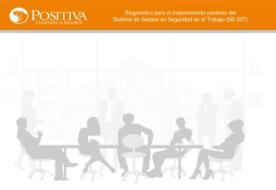 POSITIVA
COMPAÑÍA DE SEGUROS
Diagnostico para el mejoramiento continuo del
Sistema de Gestion en Seguridad en el Trabajo (SG-SST)